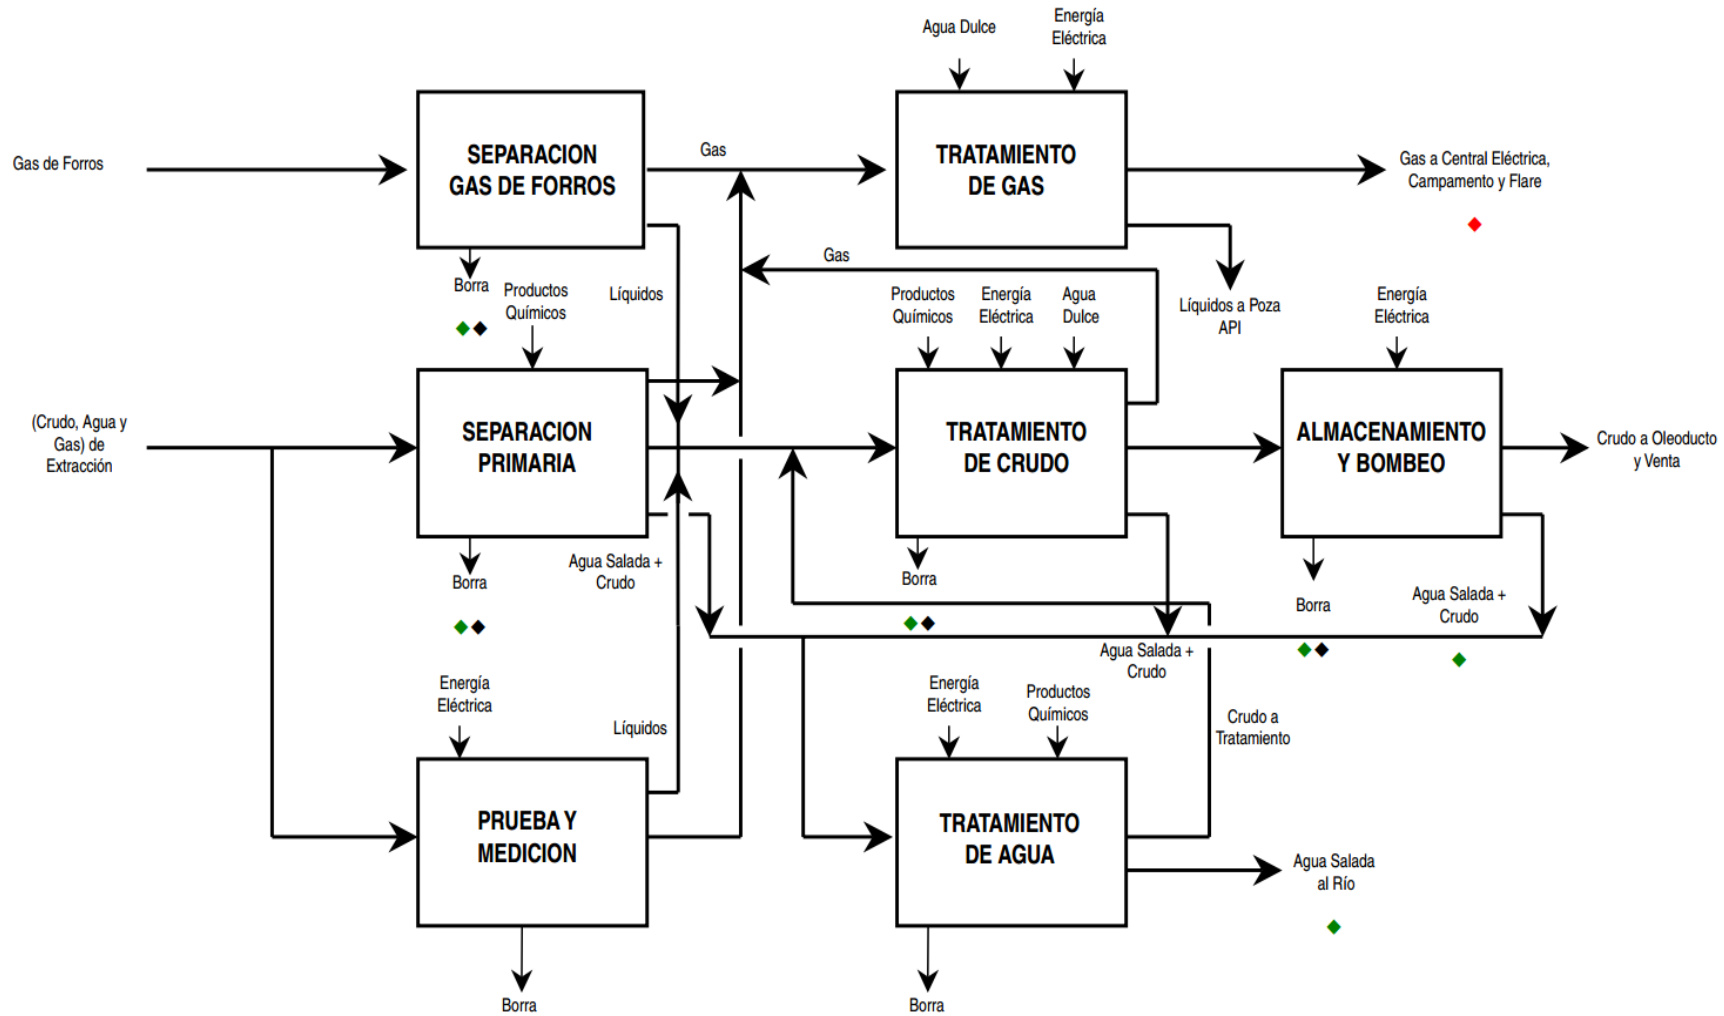 Agua Dulce
Energía
Eléctrica
Gas de Forros
SEPARACION
GAS DE FORROS
Gas
TRATAMIENTO
DE GAS
Gas a Central Eléctrica,
Campamento y Flare
Borra
Productos
Químicos
Líquidos
Gas
Productos
Químicos
Energía
Eléctrica
Agua
Dulce
Líquidos a Poza
API
Energía
Eléctrica
(Crudo, Agua y
Gas) de
Extracción
SEPARACION
PRIMARIA
TRATAMIENTO
DE CRUDO
ALMACENAMIENTO
Y BOMBEO
Crudo a Oleoducto
y Venta
Borra
Agua Salada +
Crudo
Borra
Borra
Agua Salada +
Crudo
Agua Salada +
Crudo
Energía
Eléctrica
Líquidos
Energía
Eléctrica
Productos
Químicos
Crudo a
Tratamiento
PRUEBA Y
MEDICION
TRATAMIENTO
DE AGUA
Agua Salada
al Río
Borra
Borra